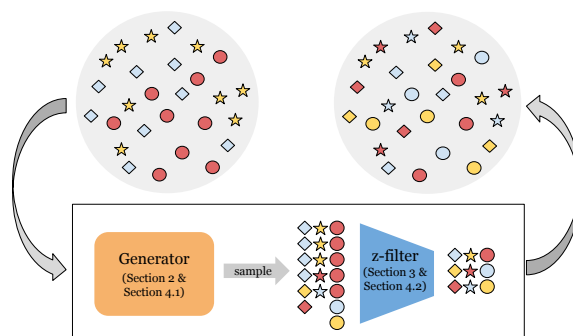 Generator
(Section 2 &
Section 4.1)
sample
z-filter
(Section 3 &
Section 4.2)